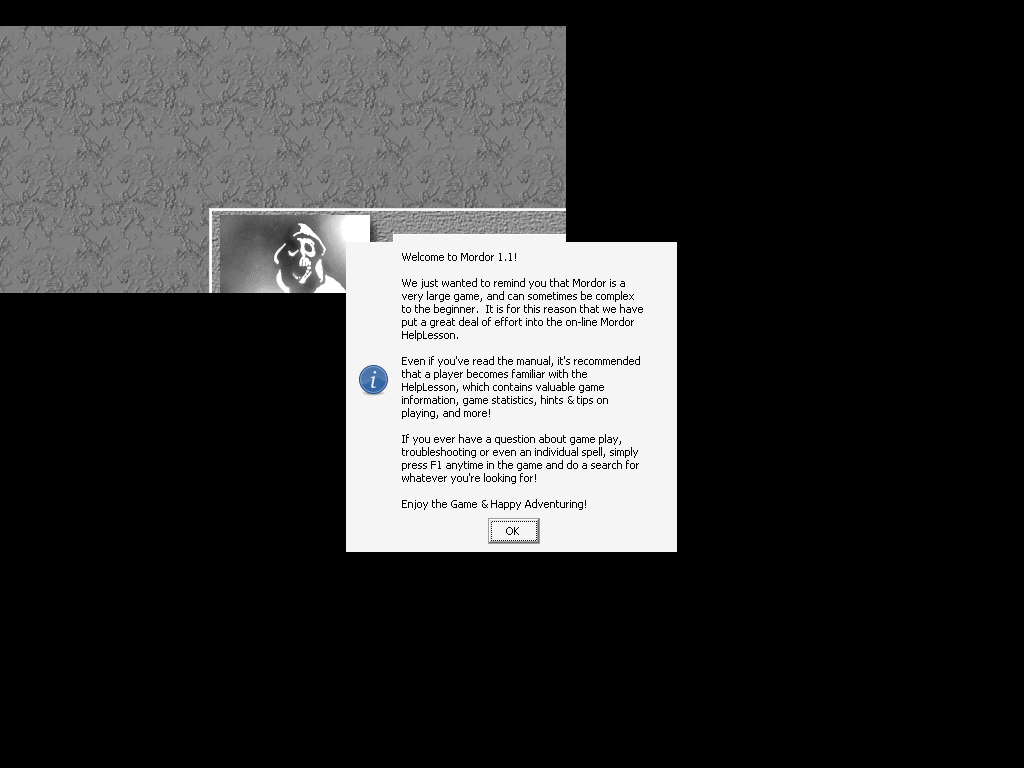 Welcome to Mordor 1.1!
We just wanted to remind you that Mordor is a
very large game, and can sometimes be complex
to the beginner.  It is for this reason that we have
put a great deal of effort into the on-line Mordor
HelpLesson.
Even if you've read the manual, it's recommended
that a player becomes familiar with the
HelpLesson, which contains valuable game
information, game statistics, hints & tips on
playing, and more!
If you ever have a question about game play,
troubleshooting or even an individual spell, simply
press F1 anytime in the game and do a search for
whatever you're looking for!
Enjoy the Game & Happy Adventuring!
OK